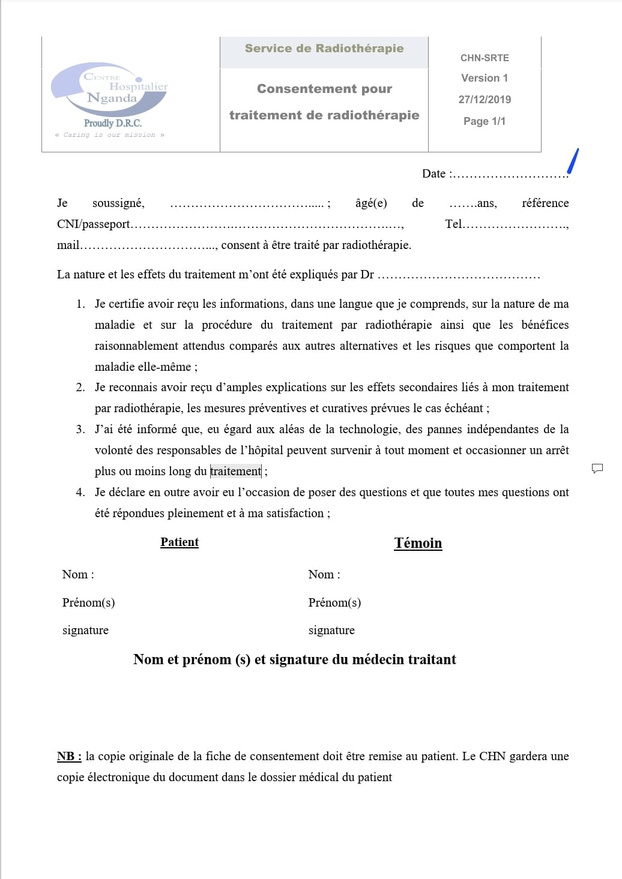 CENTRE
Hospitalier
Nganda
Proudly D.R.C.
« Caring is our mission »
Service de Radiothérapie
Consentement pour
traitement de radiothérapie
CHN-SRTE
Version 1
27/12/2019
Page 1/1
Date :……………………….
Je soussigné, ……………………………..... ; âgé(e) de …….ans, référence
CNI/passeport…………………….…………………………………..…, Tel…………………….,
mail…………………………..., consent à être traité par radiothérapie.
La nature et les effets du traitement m’ont été expliqués par Dr …………………………………
1. Je certifie avoir reçu les informations, dans une langue que je comprends, sur la nature de ma
maladie et sur la procédure du traitement par radiothérapie ainsi que les bénéfices
raisonnablement attendus comparés aux autres alternatives et les risques que comportent la
maladie elle-même ;
2. Je reconnais avoir reçu d’amples explications sur les effets secondaires liés à mon traitement
par radiothérapie, les mesures préventives et curatives prévues le cas échéant ;
3. J’ai été informé que, eu égard aux aléas de la technologie, des pannes indépendantes de la
volonté des responsables de l’hôpital peuvent survenir à tout moment et occasionner un arrêt
plus ou moins long du traitement ;
4. Je déclare en outre avoir eu l’occasion de poser des questions et que toutes mes questions ont
été répondues pleinement et à ma satisfaction ;
Patient Témoin
Nom : Nom :
Prénom(s) Prénom(s)
signature signature
Nom et prénom (s) et signature du médecin traitant
NB : la copie originale de la fiche de consentement doit être remise au patient. Le CHN gardera une
copie électronique du document dans le dossier médical du patient